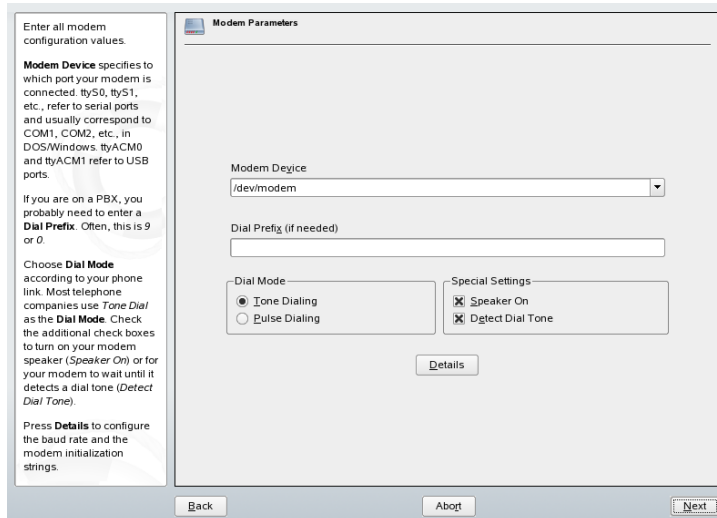 Enter all modem
configuration values.
Modem Device specifies to
which port your modem is
connected. ttyS0, ttyS1,
etc., refer to serial ports
and usually correspond to
COM1, COM2, etc., in
DOS/Windows. ttyACM0
and ttyACM1 refer to USB
ports.
If you are on a PBX, you
probably need to enter a
Dial Prefix. Often, this is 9
or 0.
Choose Dial Mode
according to your phone
link. Most telephone
companies use Tone Dial
as the Dial Mode. Check
the additional check boxes
to turn on your modem
speaker (Speaker On) or for
your modem to wait until it
detects a dial tone (Detect
Dial Tone).
Press Details to configure
the baud rate and the
modem initialization
strings.
Modem Parameters
Modem Device
/dev/modem
Dial Prefix (if needed)
Dial Mode
Tone Dialing
Pulse Dialing
Special Settings
Speaker On
Detect Dial Tone
Details
Back
Abort
Next